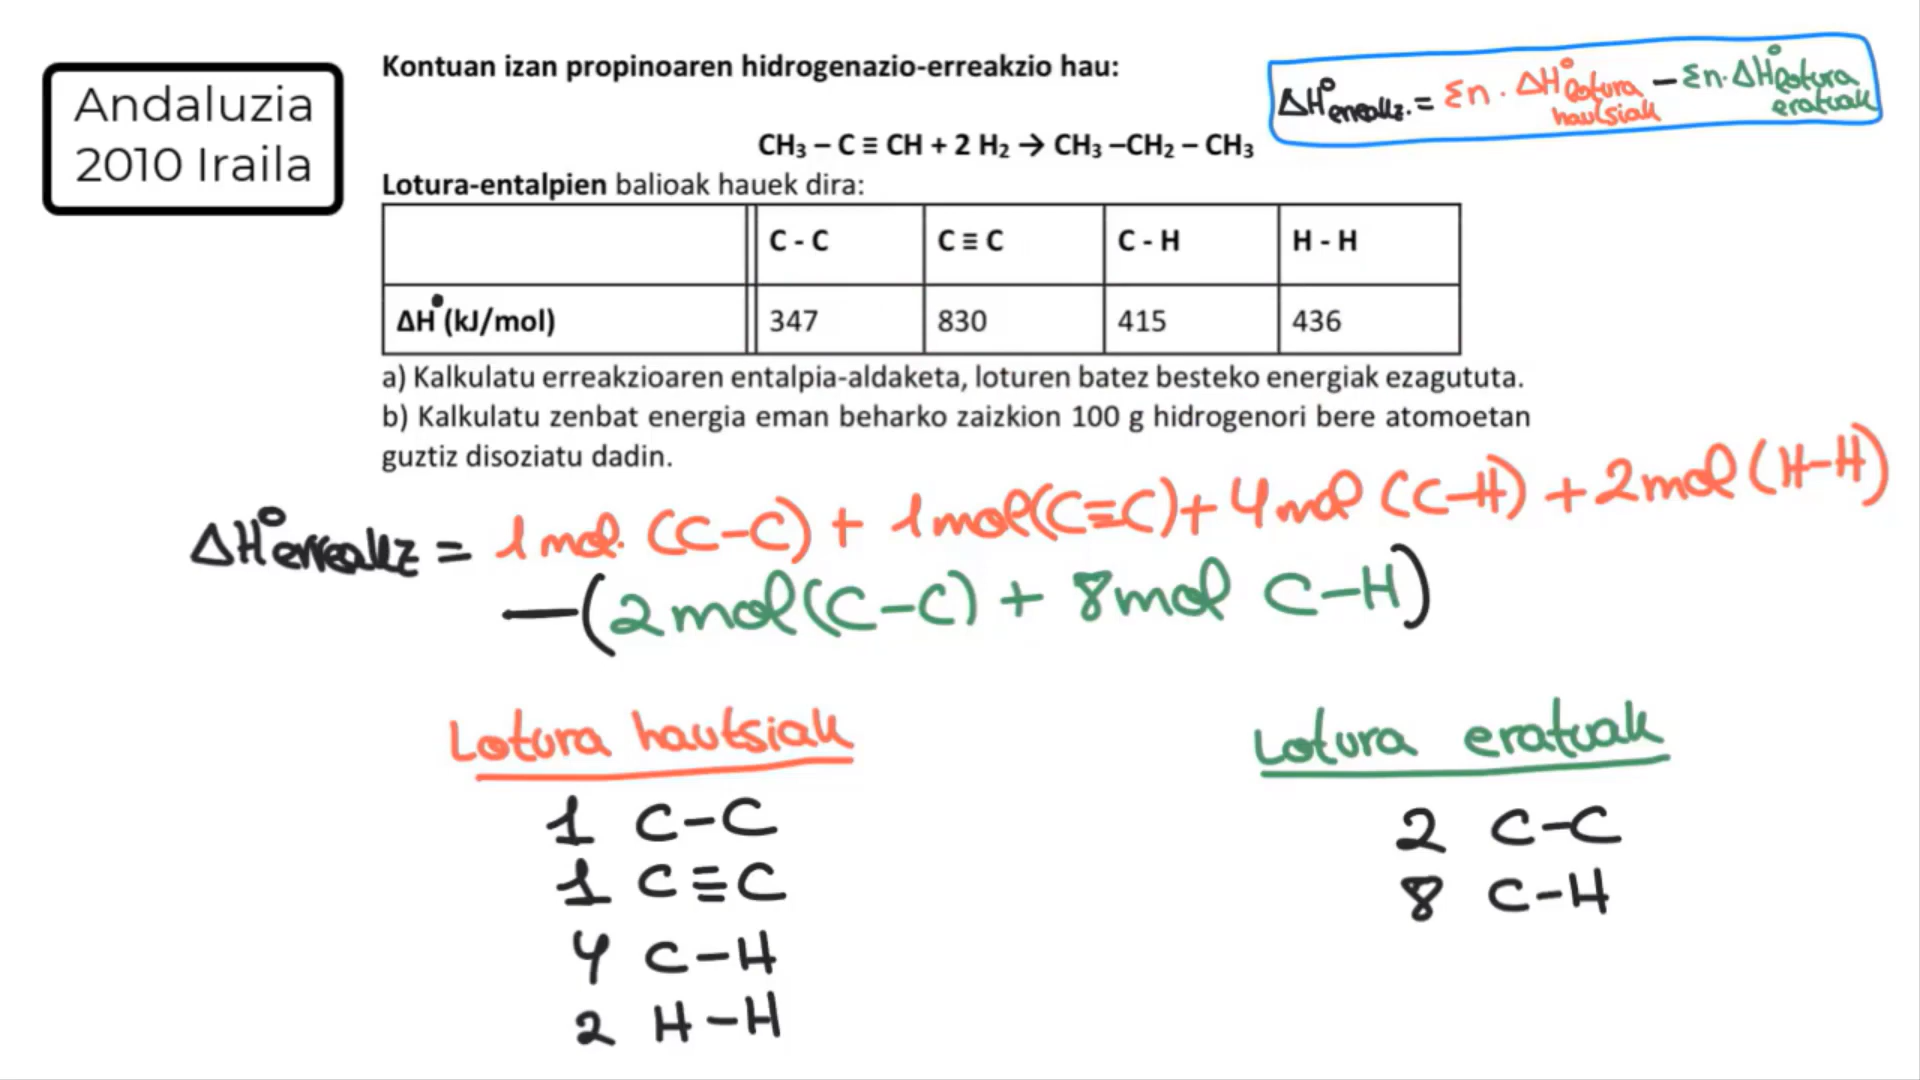 Andaluzia
2010 Iraila
Kontuan izan propinoaren hidrogenazio-erreakzio hau:
ΔH°erreakz. = Σn · ΔH°lotura hautsiak − Σn · ΔH°lotura eratuak
CH₃ – C ≡ CH + 2 H₂ → CH₃ –CH₂ – CH₃
Lotura-entalpien balioak hauek dira:
C - C C ≡ C C - H H - H
ΔH°(kJ/mol) 347 830 415 436
a) Kalkulatu erreakzioaren entalpia-aldaketa, loturen batez besteko energiak ezagututa.
b) Kalkulatu zenbat energia eman beharko zaizkion 100 g hidrogenori bere atomoetan
guztiz disoziatu dadin.
ΔH°erreakz = 1 mol· (C−C) + 1 mol(C≡C) + 4 mol (C−H) + 2 mol (H−H)
−(2 mol(C−C) + 8 mol C−H)
Lotura hautsiak
1 C−C
1 C≡C
4 C−H
2 H−H
Lotura eratuak
2 C−C
8 C−H